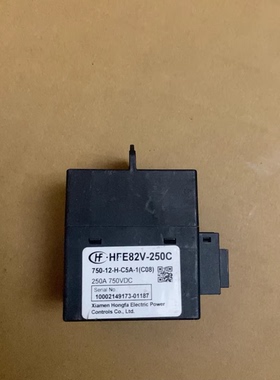 HF ·HFE82V-250C
750-12-H-C5A-1(C08)
250A 750VDC
Serial No:
10002149173-01187
Xiamen Hongfa Electric Power
Controls Co., Ltd.